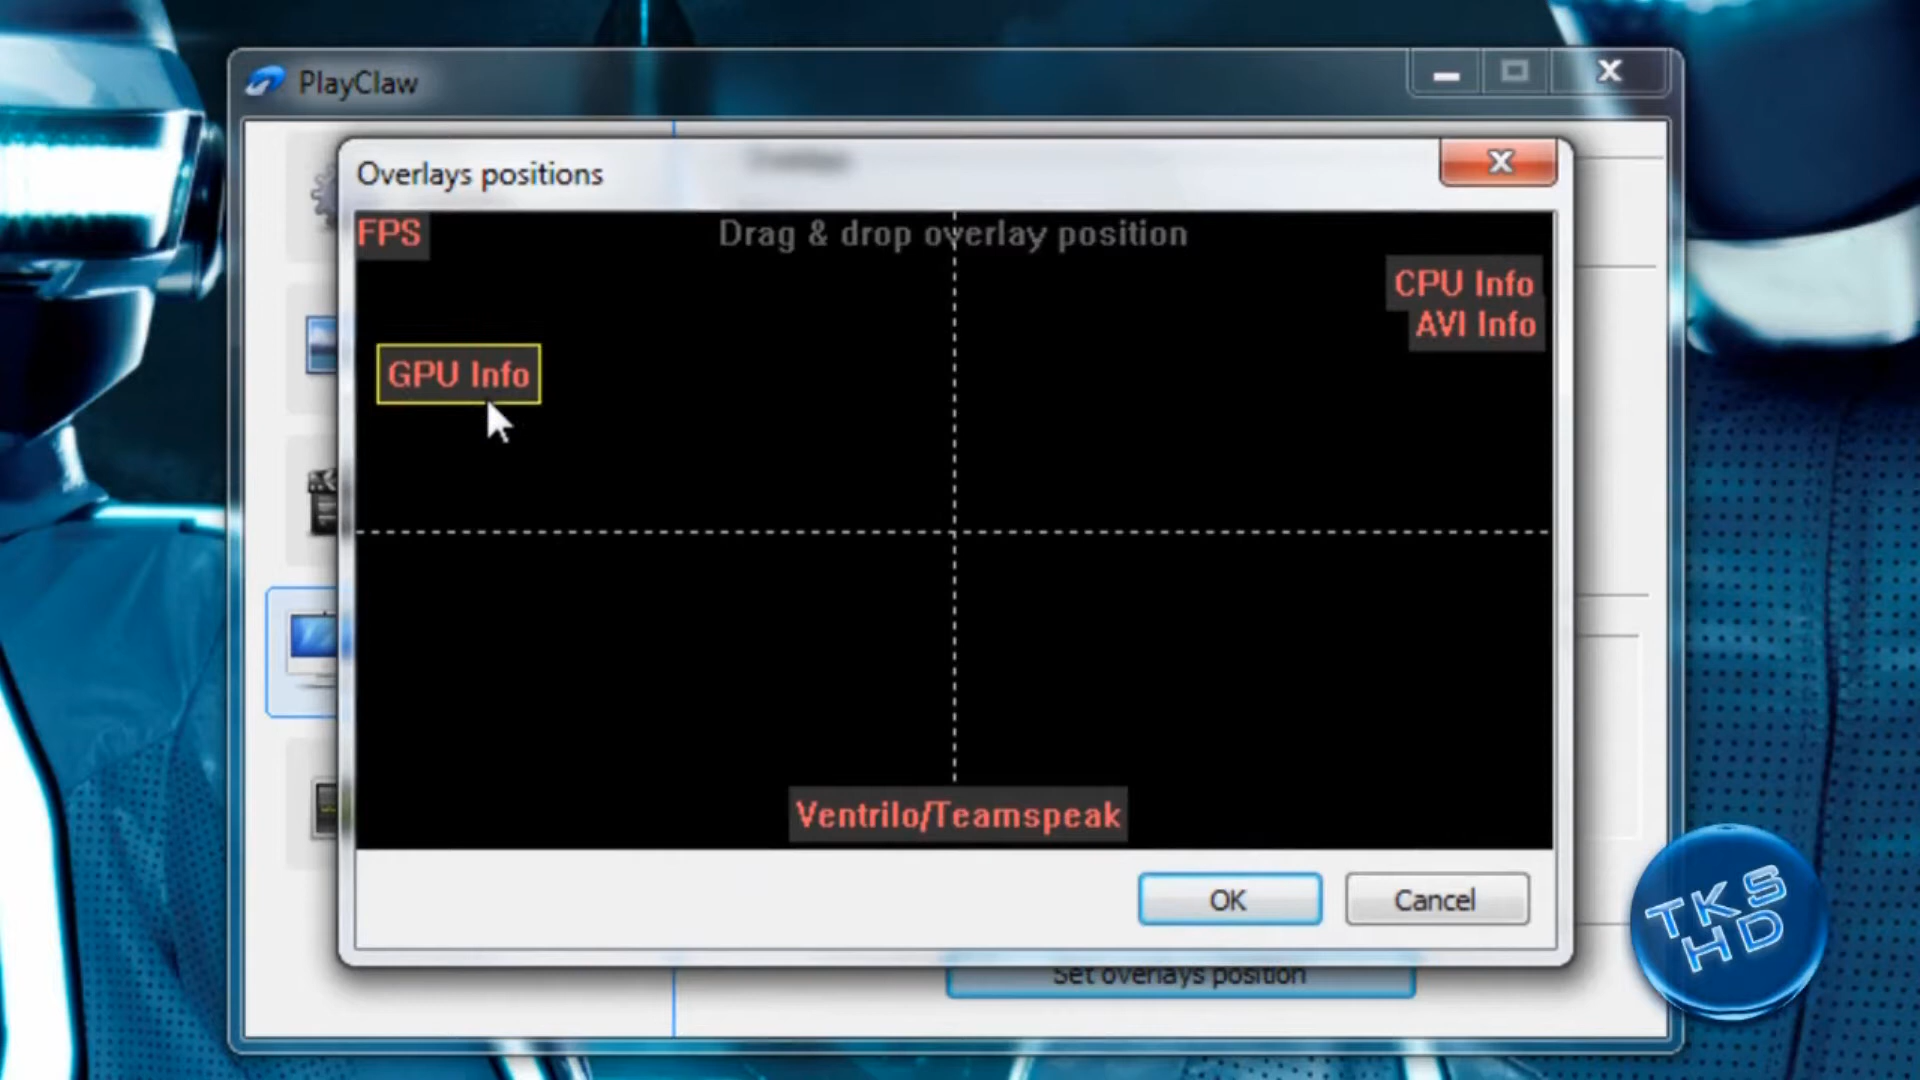 PlayClaw
Overlays positions
FPS
Drag & drop overlay position
CPU Info
AVI Info
GPU Info
Ventrilo/Teamspeak
OK
Cancel
Set overlays position
TKS
HD